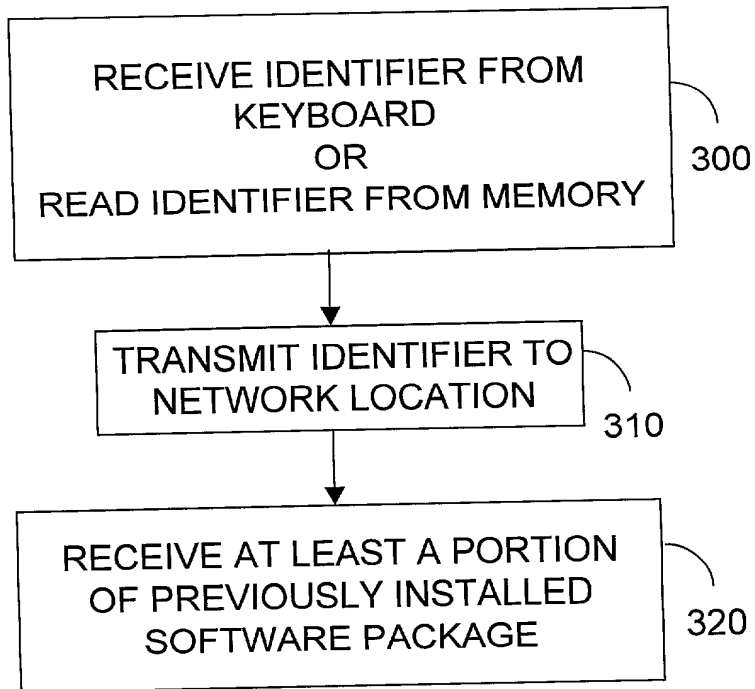 RECEIVE IDENTIFIER FROM
KEYBOARD
OR
READ IDENTIFIER FROM MEMORY
300
TRANSMIT IDENTIFIER TO
NETWORK LOCATION
310
RECEIVE AT LEAST A PORTION
OF PREVIOUSLY INSTALLED
SOFTWARE PACKAGE
320